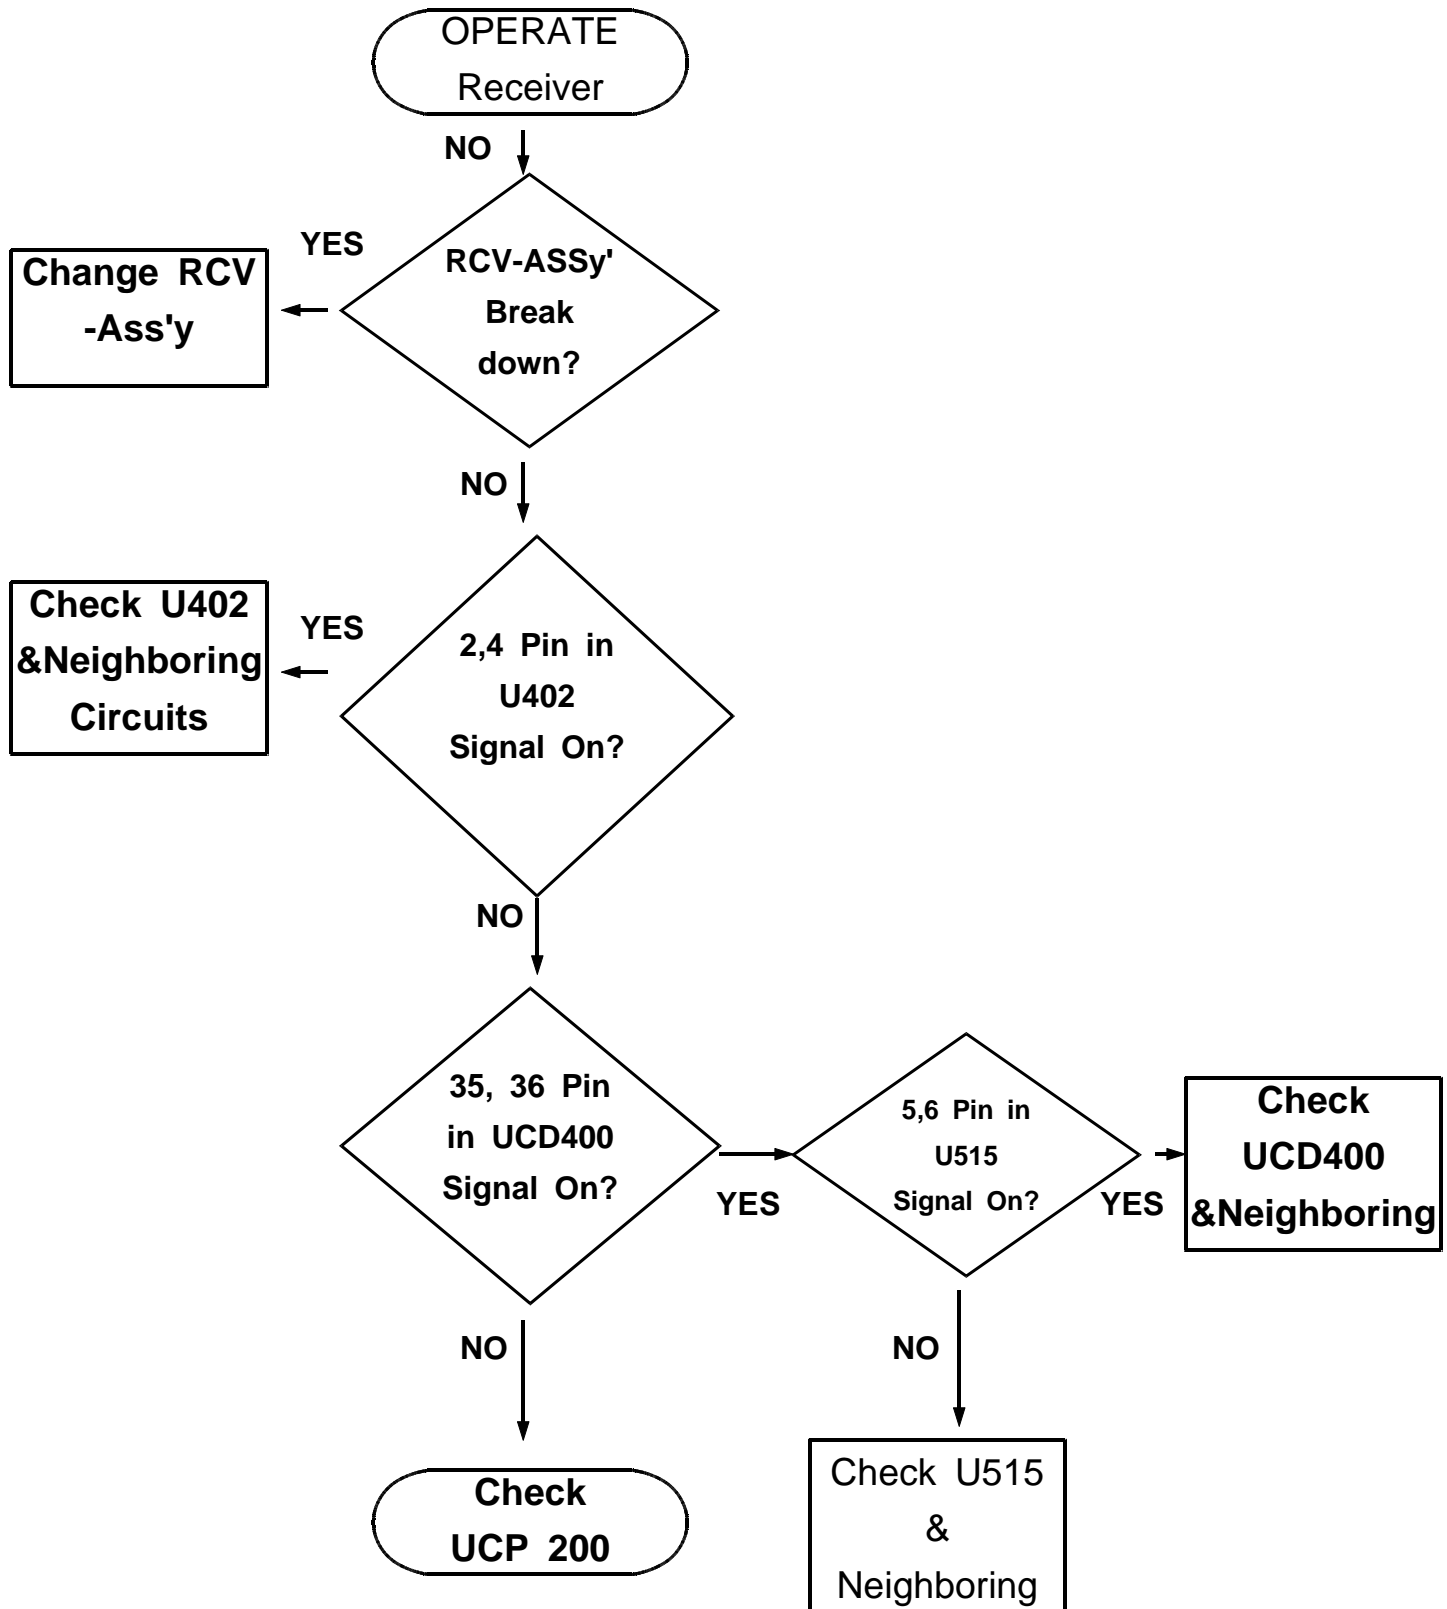 OPERATE
Receiver
NO
YES
RCV-ASSy'
Break
down?
Change RCV
-Ass'y
NO
Check U402
&Neighboring
Circuits
YES
2,4 Pin in
U402
Signal On?
NO
35, 36 Pin
in UCD400
Signal On?
YES
5,6 Pin in
U515
Signal On?
YES
Check
UCD400
&Neighboring
NO
NO
Check
UCP 200
Check U515
&
Neighboring